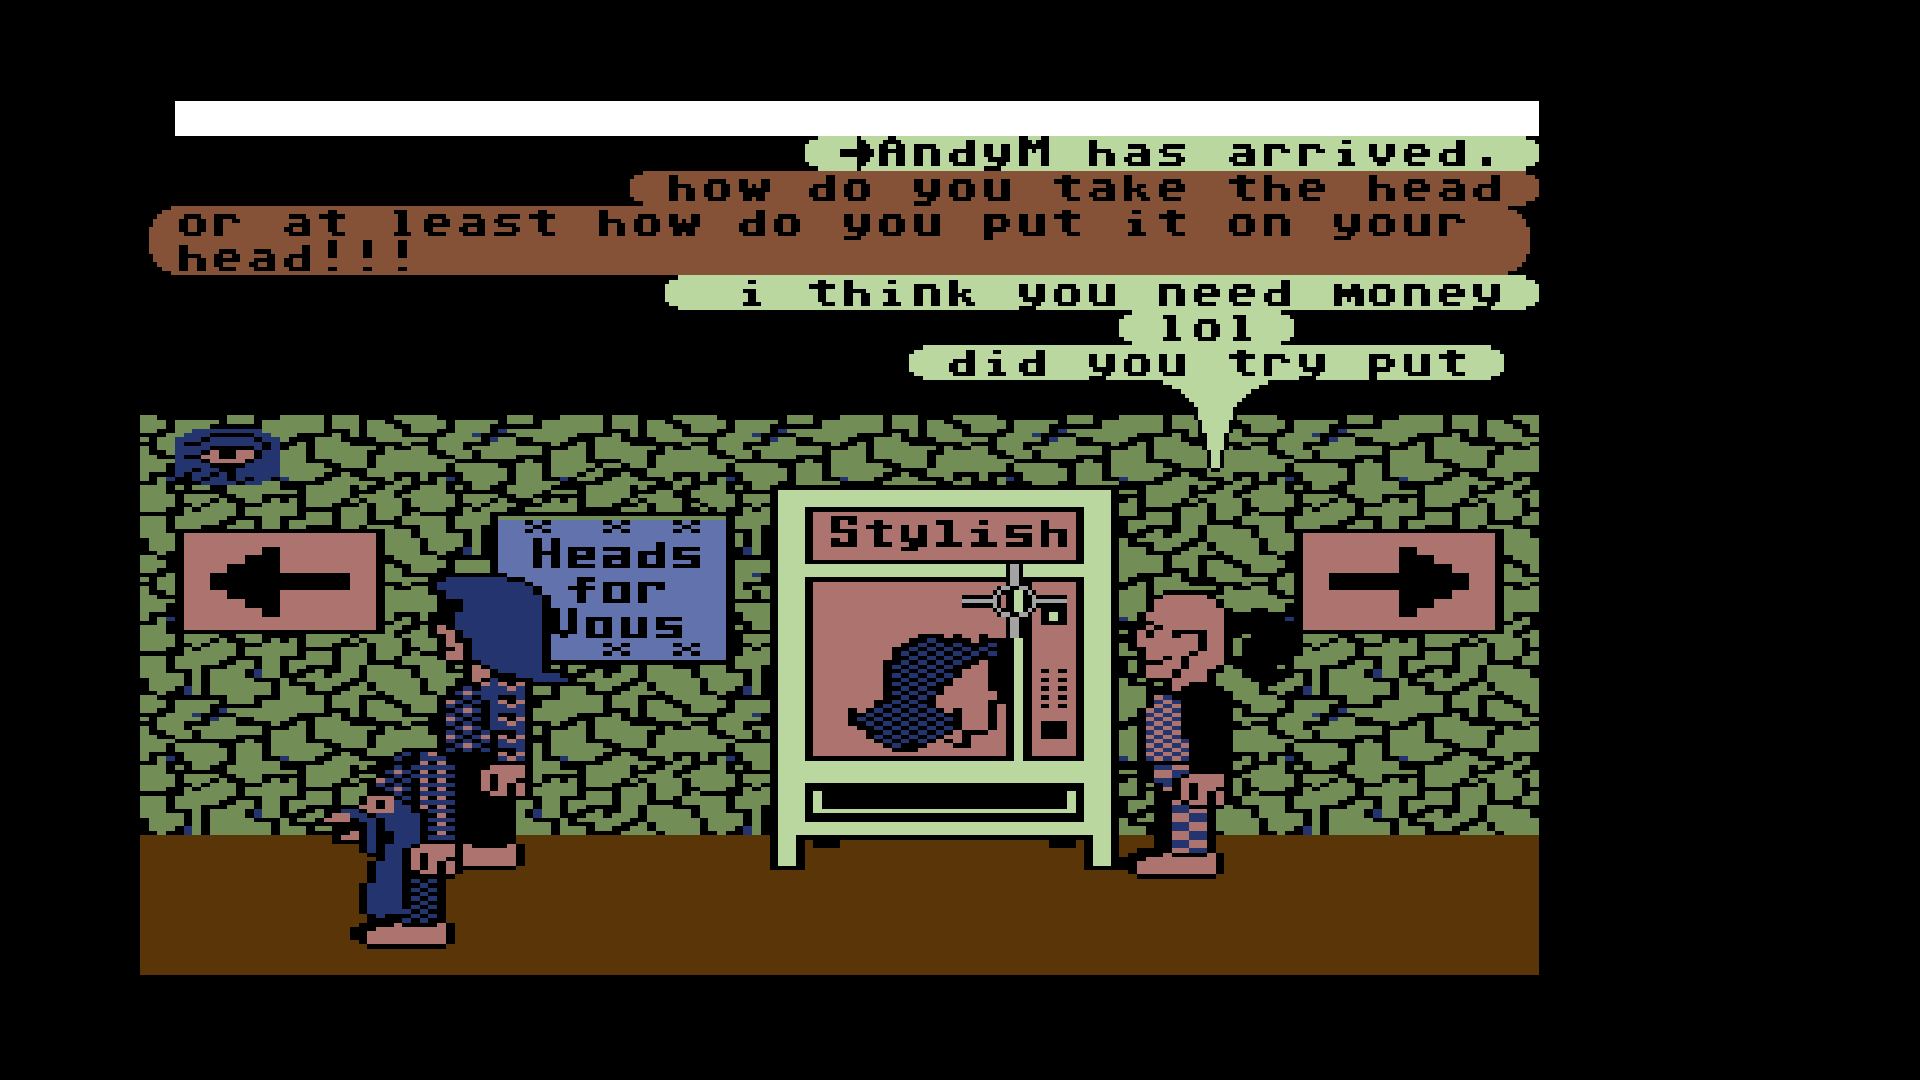 →AndyM has arrived.
how do you take the head
or at least how do you put it on your
head!!!
i think you need money
lol
did you try put
Stylish
Heads
for
Vous